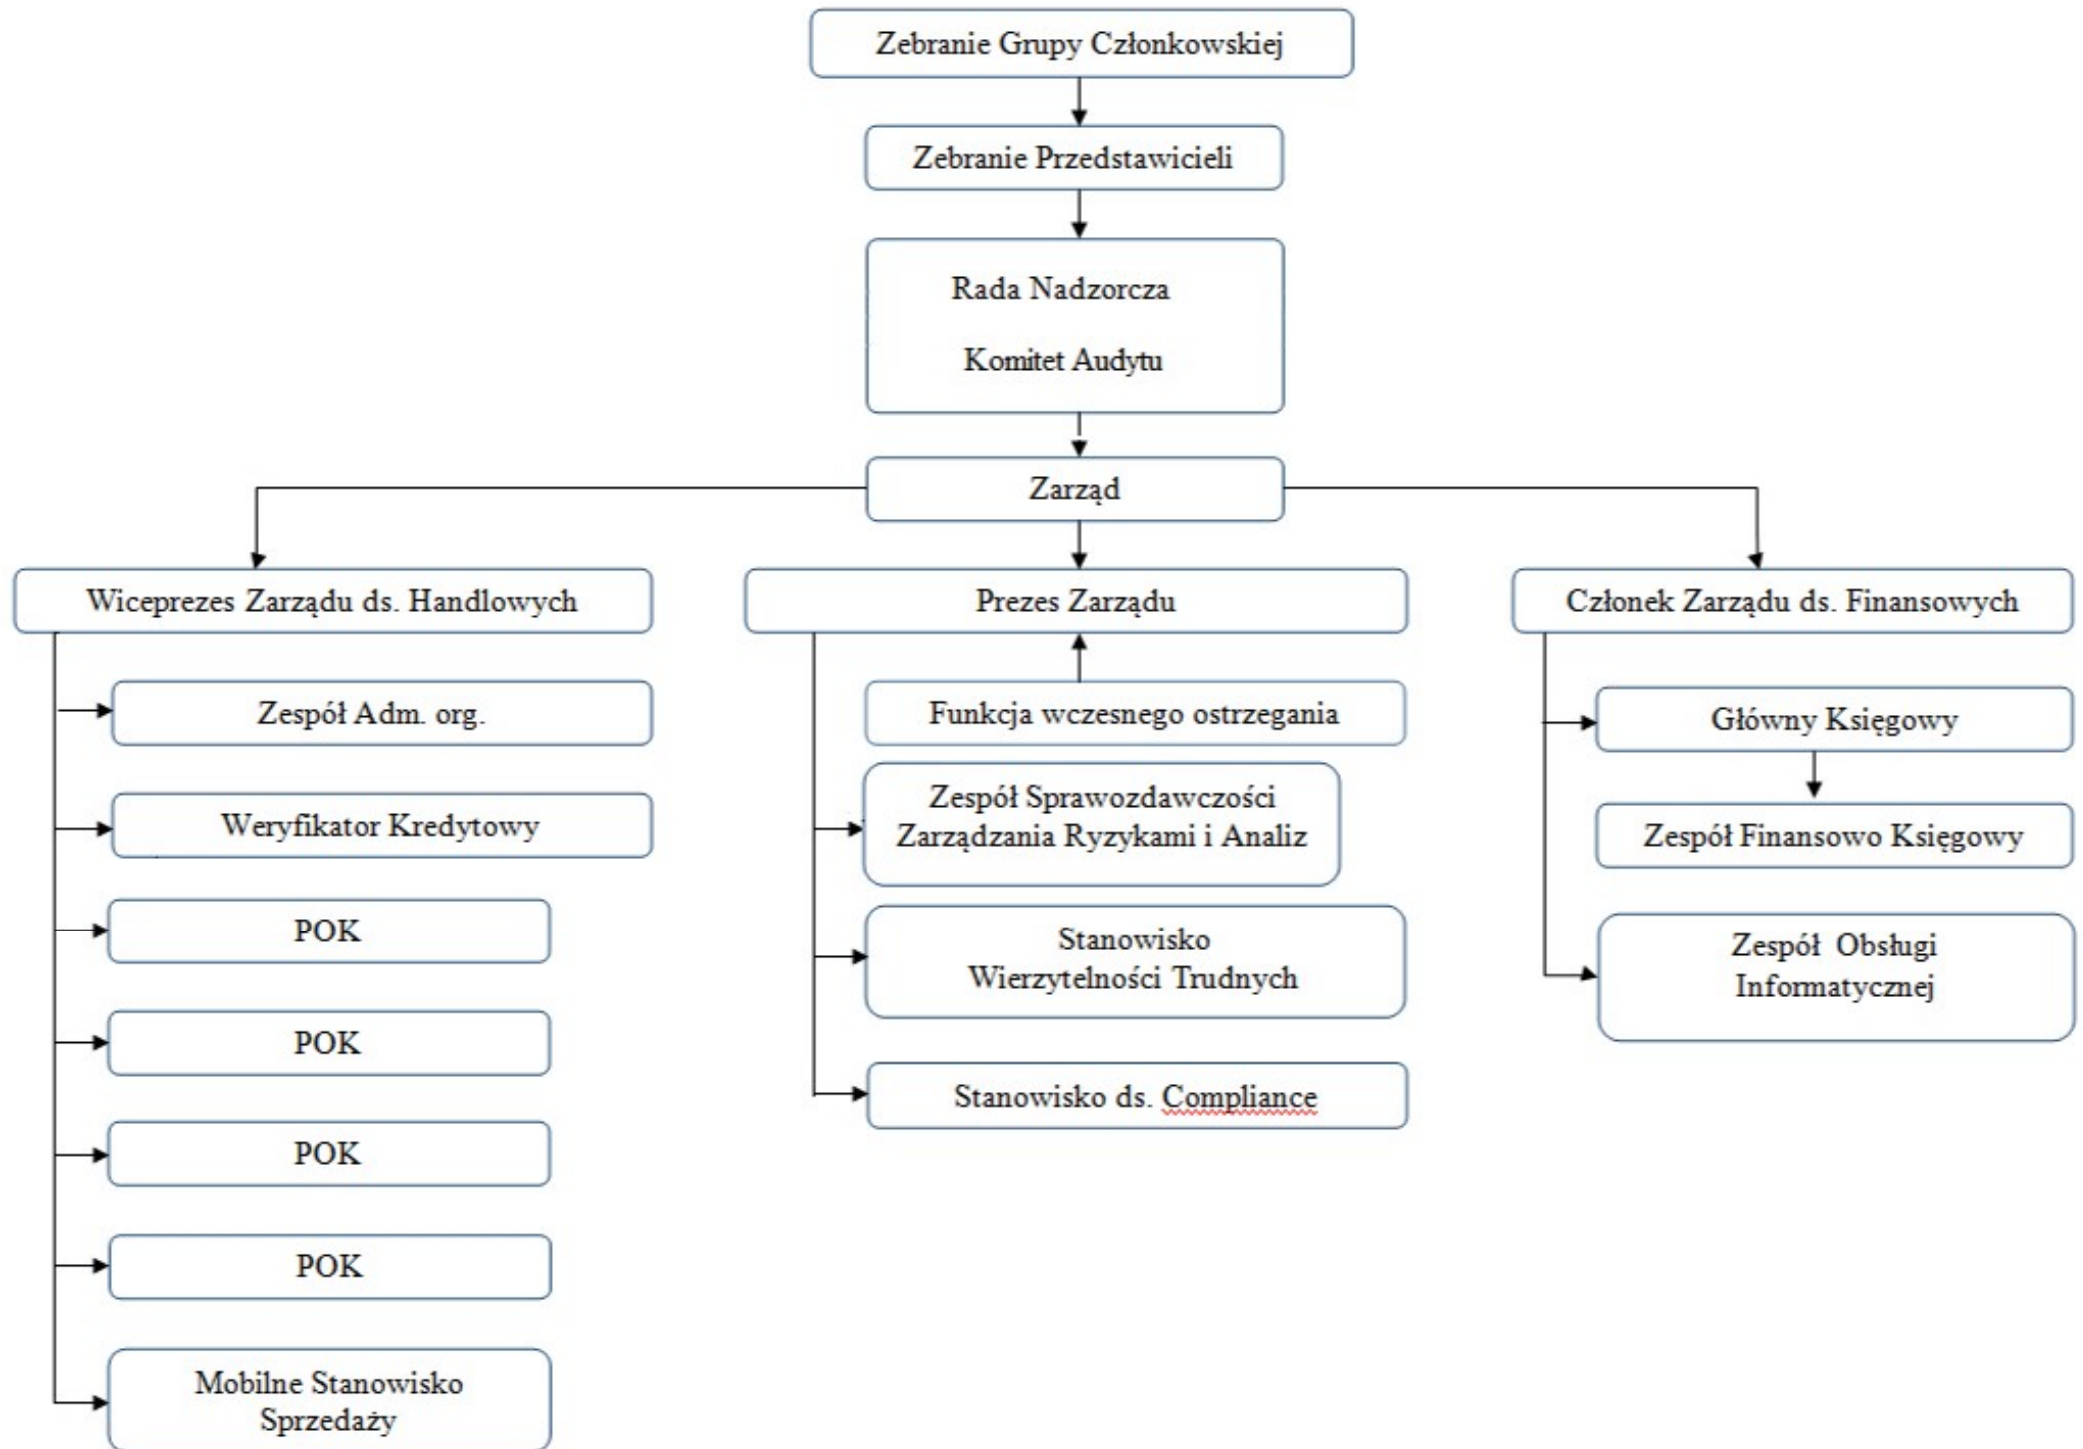 Zebranie Grupy Członkowskiej
Zebranie Przedstawicieli
Rada Nadzorcza
Komitet Audytu
Zarząd
Wiceprezes Zarządu ds. Handlowych
Zespół Adm. org.
Weryfikator Kredytowy
POK
POK
POK
POK
Mobilne Stanowisko
Sprzedaży
Prezes Zarządu
Funkcja wczesnego ostrzegania
Zespół Sprawozdawczości
Zarządzania Ryzykami i Analiz
Stanowisko
Wierzytelności Trudnych
Stanowisko ds. Compliance
Członek Zarządu ds. Finansowych
Główny Księgowy
Zespół Finansowo Księgowy
Zespół Obsługi
Informatycznej